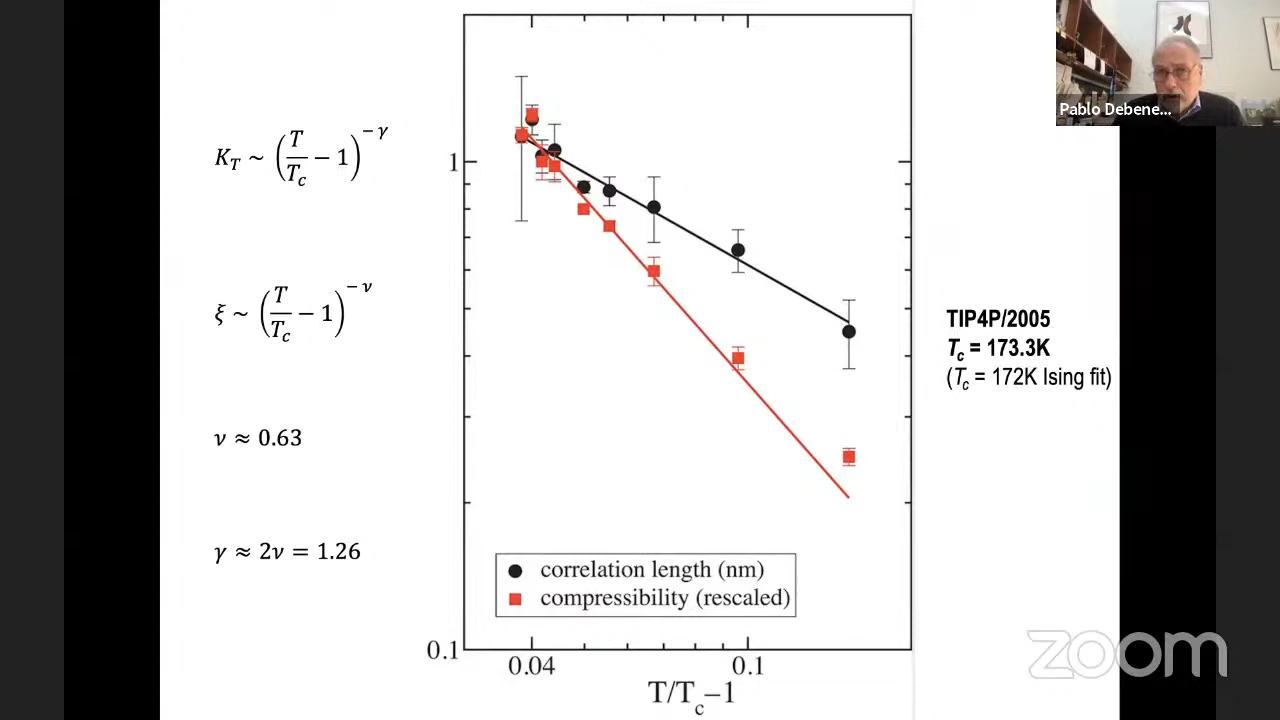 Pablo Debene...
K_T ~ (T/T_c − 1)^−γ
ξ ~ (T/T_c − 1)^−ν
ν ≈ 0.63
γ ≈ 2ν = 1.26
1
0.1
0.04 0.1
T/T_c–1
correlation length (nm)
compressibility (rescaled)
TIP4P/2005
T_c = 173.3K
(T_c = 172K Ising fit)
zoom